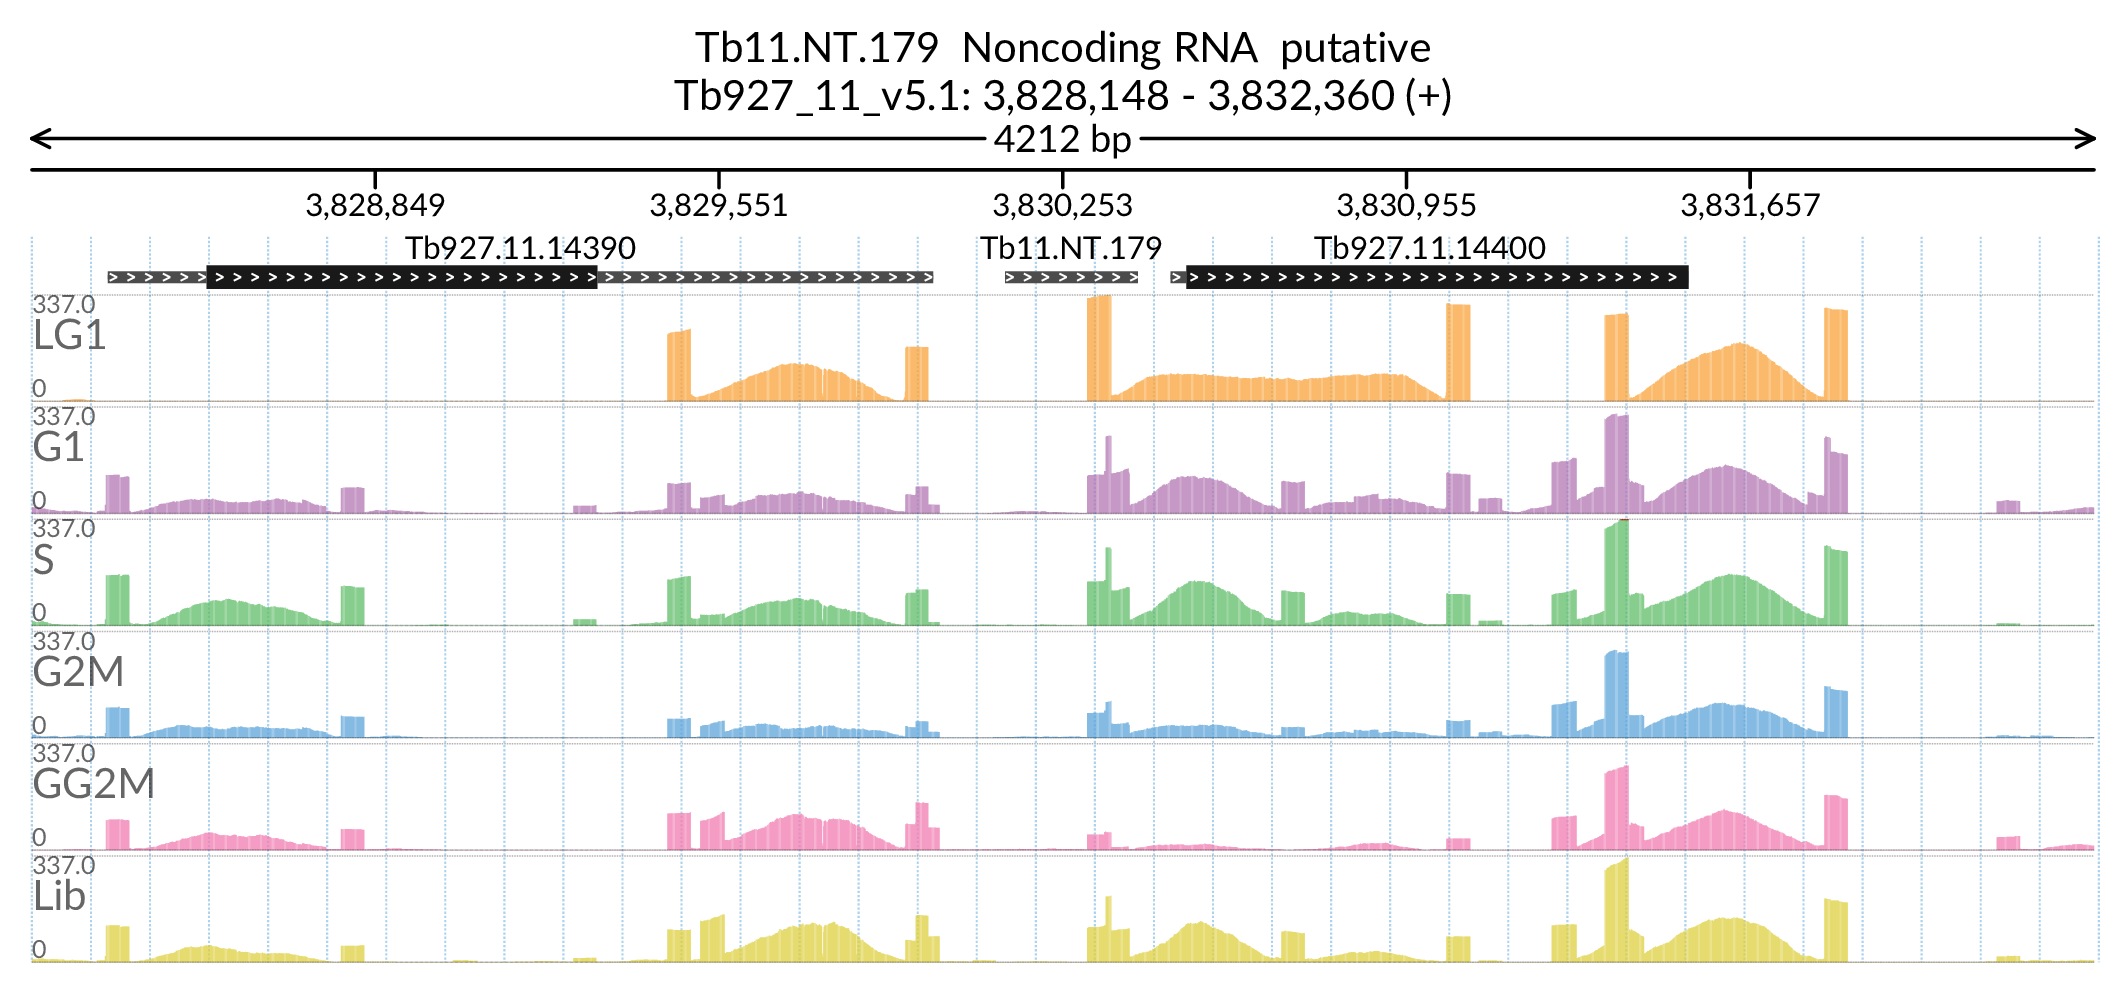 Tb11.NT.179 Noncoding RNA putative
Tb927_11_v5.1: 3,828,148 - 3,832,360 (+)
4212 bp
3,828,849 3,829,551 3,830,253 3,830,955 3,831,657
Tb927.11.14390 Tb11.NT.179 Tb927.11.14400
337.0
LG1
0
337.0
G1
0
337.0
S
0
337.0
G2M
0
337.0
GG2M
0
337.0
Lib
0